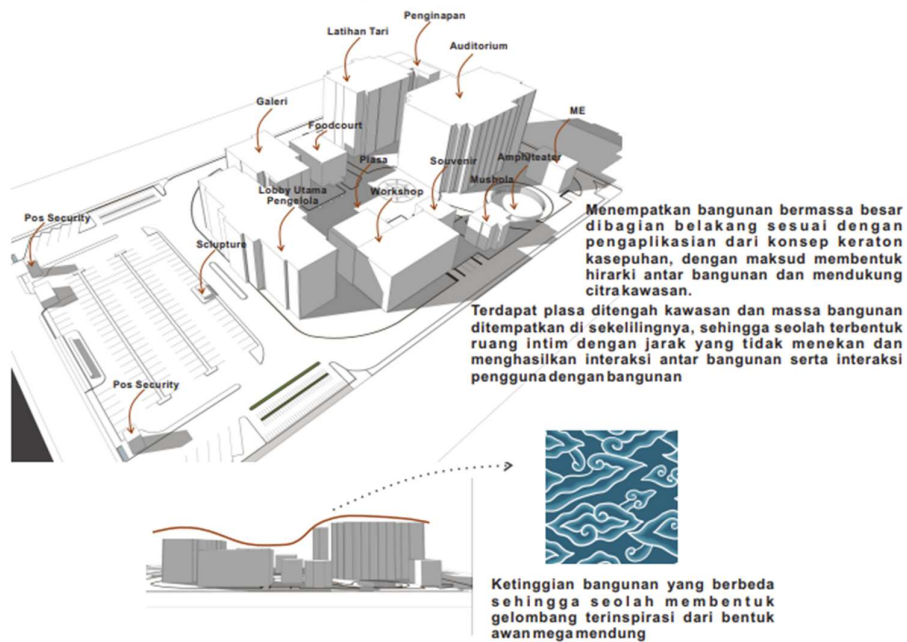 Penginapan
Latihan Tari
Auditorium
Galeri
ME
Foodcourt
Plasa
Souvenir
Amphiteater
Mushola
Lobby Utama
Pengelola
Workshop
Pos Security
Sclupture
Pos Security
Menempatkan bangunan bermassa besar
dibagian belakang sesuai dengan
pengaplikasian dari konsep keraton
kasepuhan, dengan maksud membentuk
hirarki antar bangunan dan mendukung
citra kawasan.
Terdapat plasa ditengah kawasan dan massa bangunan
ditempatkan di sekelilingnya, sehingga seolah terbentuk
ruang intim dengan jarak yang tidak menekan dan
menghasilkan interaksi antar bangunan serta interaksi
pengguna dengan bangunan
Ketinggian bangunan yang berbeda
sehingga seolah membentuk
gelombang terinspirasi dari bentuk
awan mega mendung